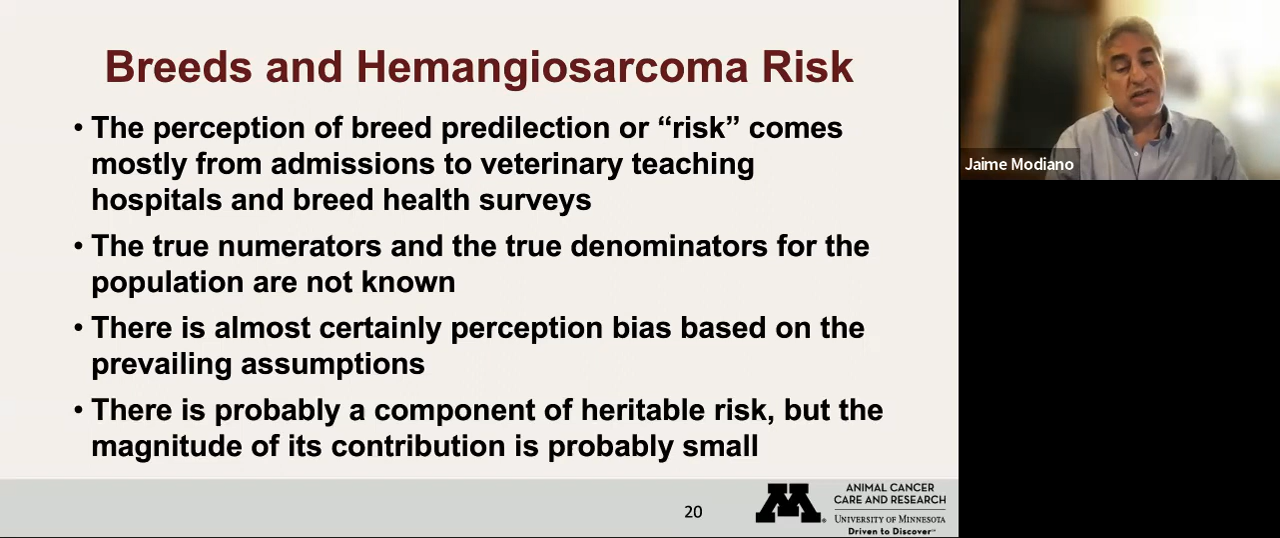 Breeds and Hemangiosarcoma Risk
• The perception of breed predilection or “risk” comes
mostly from admissions to veterinary teaching
hospitals and breed health surveys
• The true numerators and the true denominators for the
population are not known
• There is almost certainly perception bias based on the
prevailing assumptions
• There is probably a component of heritable risk, but the
magnitude of its contribution is probably small
20
M
ANIMAL CANCER
CARE AND RESEARCH
UNIVERSITY OF MINNESOTA
Driven to Discover℠
Jaime Modiano